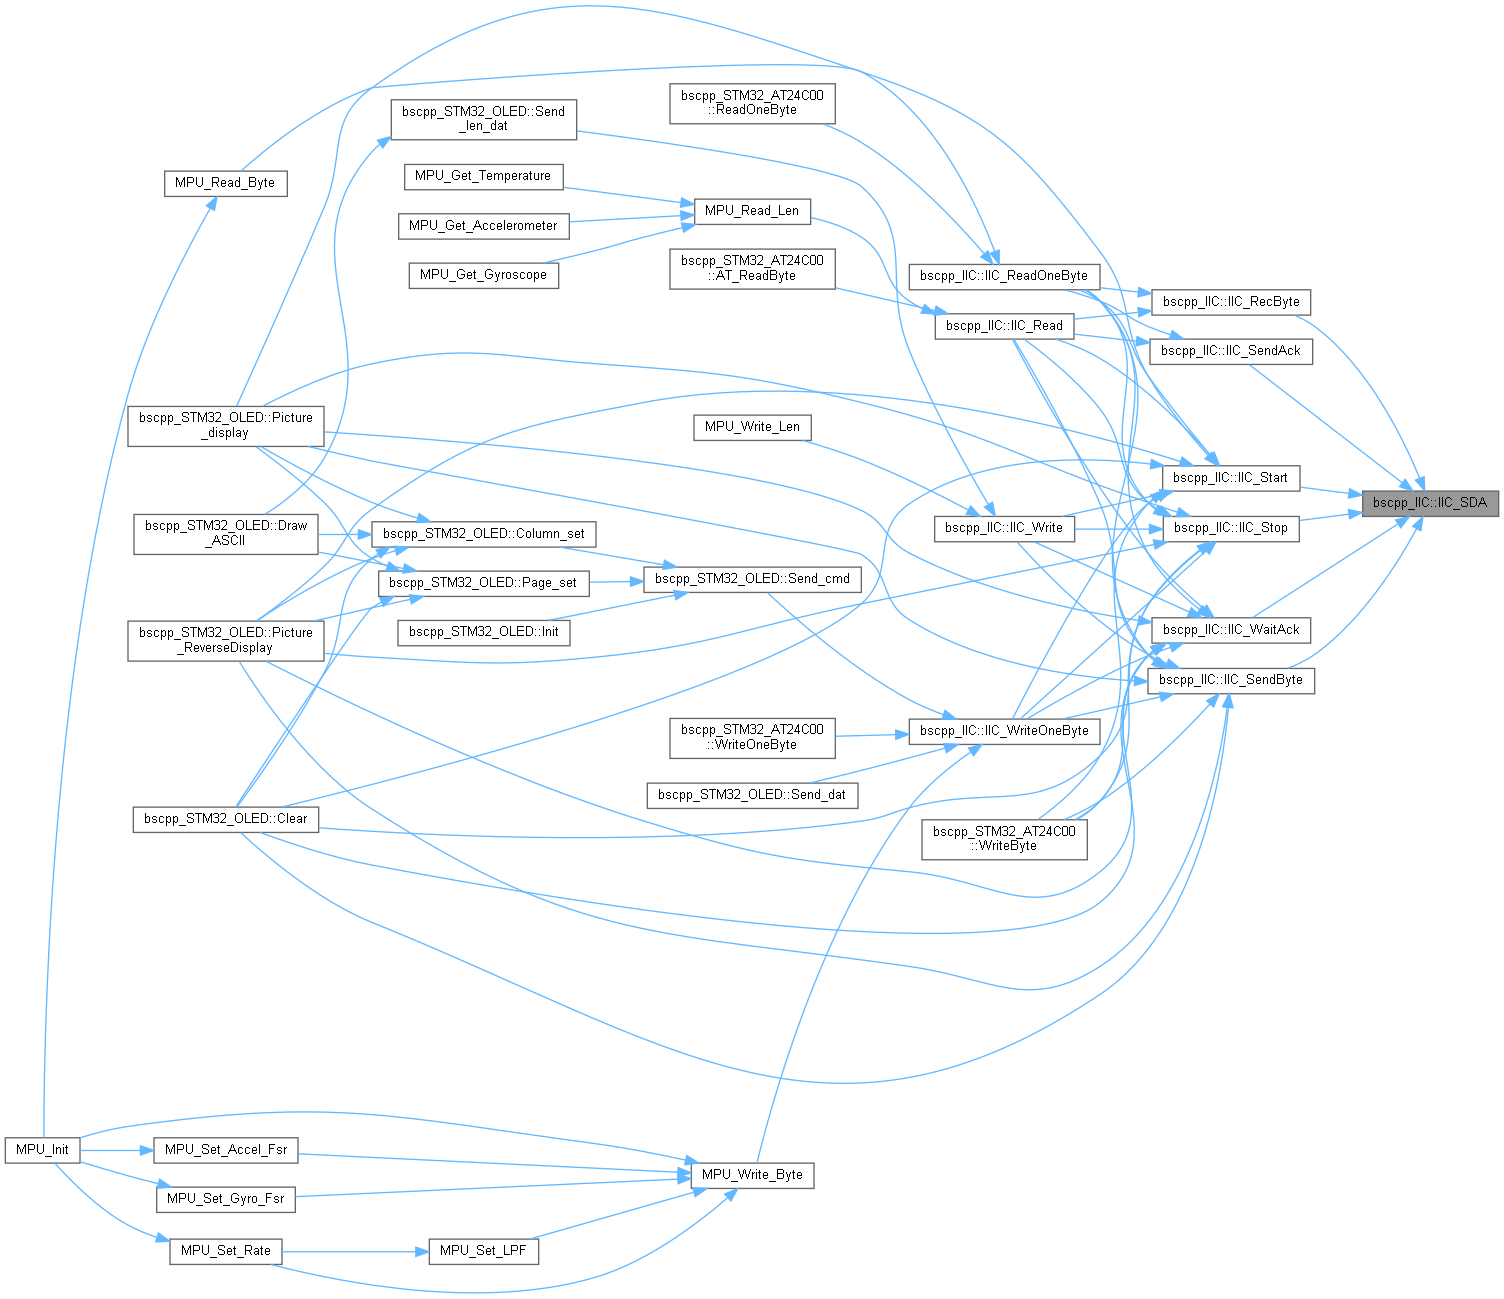 bscpp_STM32_AT24C00
::ReadOneByte
bscpp_STM32_OLED::Send
_len_dat
MPU_Get_Temperature
MPU_Read_Byte
MPU_Read_Len
MPU_Get_Accelerometer
bscpp_STM32_AT24C00
::AT_ReadByte
MPU_Get_Gyroscope
bscpp_IIC::IIC_ReadOneByte
bscpp_IIC::IIC_RecByte
bscpp_IIC::IIC_Read
bscpp_IIC::IIC_SendAck
bscpp_STM32_OLED::Picture
_display
MPU_Write_Len
bscpp_IIC::IIC_Start
bscpp_IIC::IIC_SDA
bscpp_STM32_OLED::Draw
_ASCII
bscpp_STM32_OLED::Column_set
bscpp_IIC::IIC_Write
bscpp_IIC::IIC_Stop
bscpp_STM32_OLED::Page_set
bscpp_STM32_OLED::Send_cmd
bscpp_STM32_OLED::Picture
_ReverseDisplay
bscpp_STM32_OLED::Init
bscpp_IIC::IIC_WaitAck
bscpp_IIC::IIC_SendByte
bscpp_STM32_AT24C00
::WriteOneByte
bscpp_IIC::IIC_WriteOneByte
bscpp_STM32_OLED::Send_dat
bscpp_STM32_OLED::Clear
bscpp_STM32_AT24C00
::WriteByte
MPU_Init
MPU_Set_Accel_Fsr
MPU_Write_Byte
MPU_Set_Gyro_Fsr
MPU_Set_Rate
MPU_Set_LPF